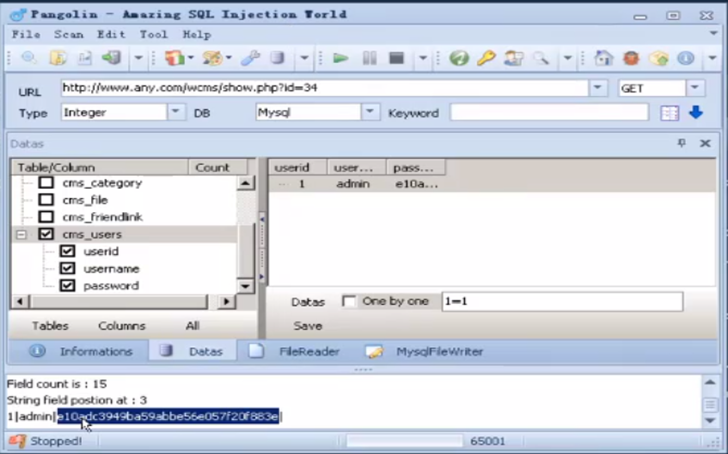 Pangolin - Amazing SQL Injection World
File Scan Edit Tool Help
URL http://www.any.com/wcms/show.php?id=34 GET
Type Integer DB Mysql Keyword
Datas
Table/Column Count userid user... pass...
cms_category 1 admin e10a...
cms_file
cms_friendlink
cms_users
userid
username
password
Datas One by one 1=1
Tables Columns All Save
Informations Datas FileReader MysqlFileWriter
Field count is : 15
String field postion at : 3
1|admin|e10adc3949ba59abbe56e057f20f883e|
Stopped! 65001